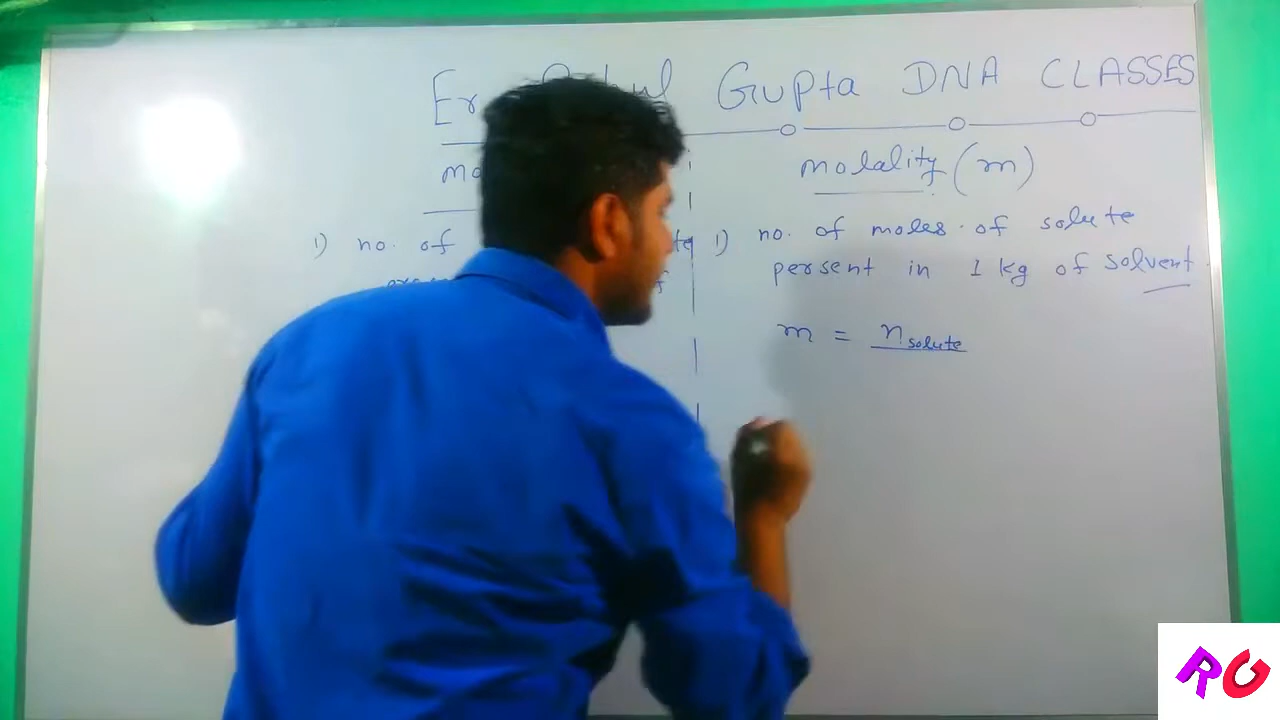 Er Gupta DNA CLASSES
molality (m)
1) no. of
1) no. of moles of solute
persent in 1 kg of solvent.
m = n solute
RG